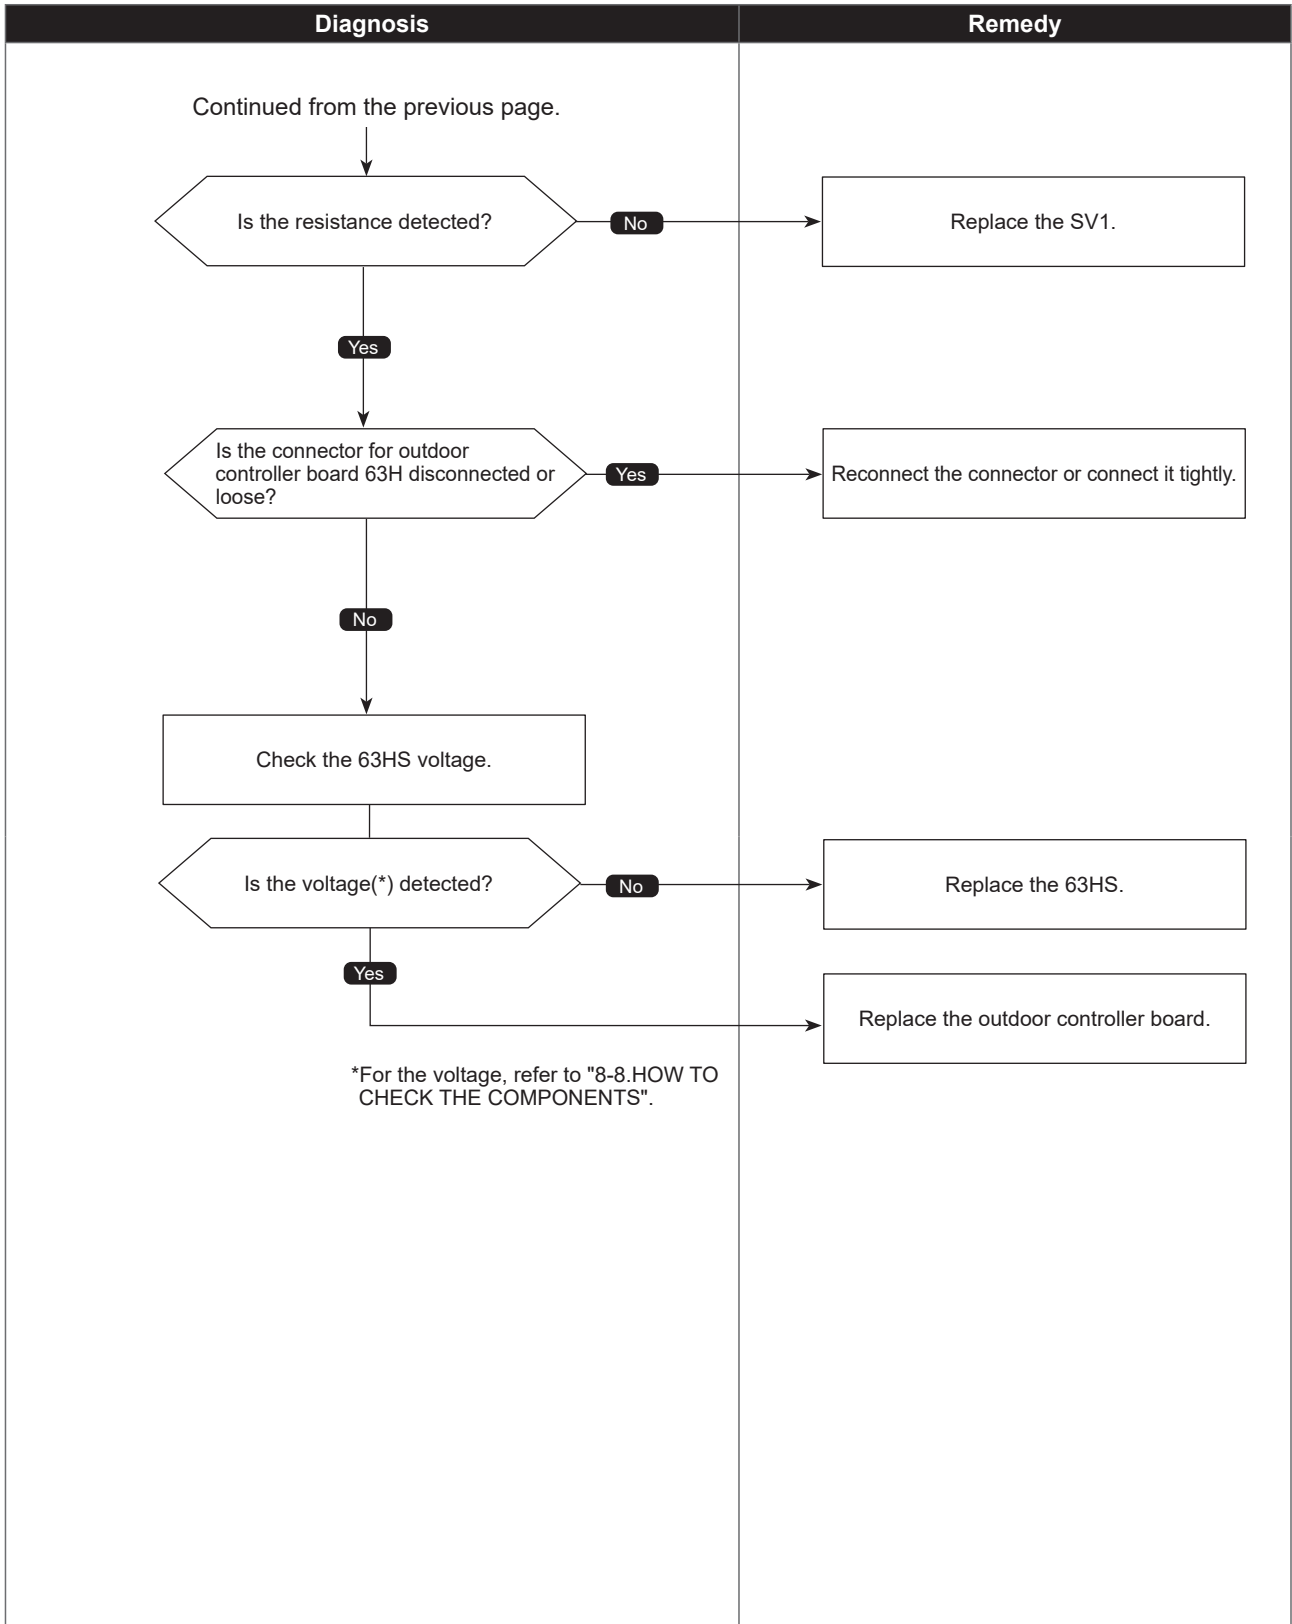 Diagnosis
Remedy
Continued from the previous page.
Is the resistance detected?
No
Replace the SV1.
Yes
Is the connector for outdoor
controller board 63H disconnected or
loose?
Yes
Reconnect the connector or connect it tightly.
No
Check the 63HS voltage.
Is the voltage(*) detected?
No
Replace the 63HS.
Yes
Replace the outdoor controller board.
*For the voltage, refer to "8-8.HOW TO
CHECK THE COMPONENTS".